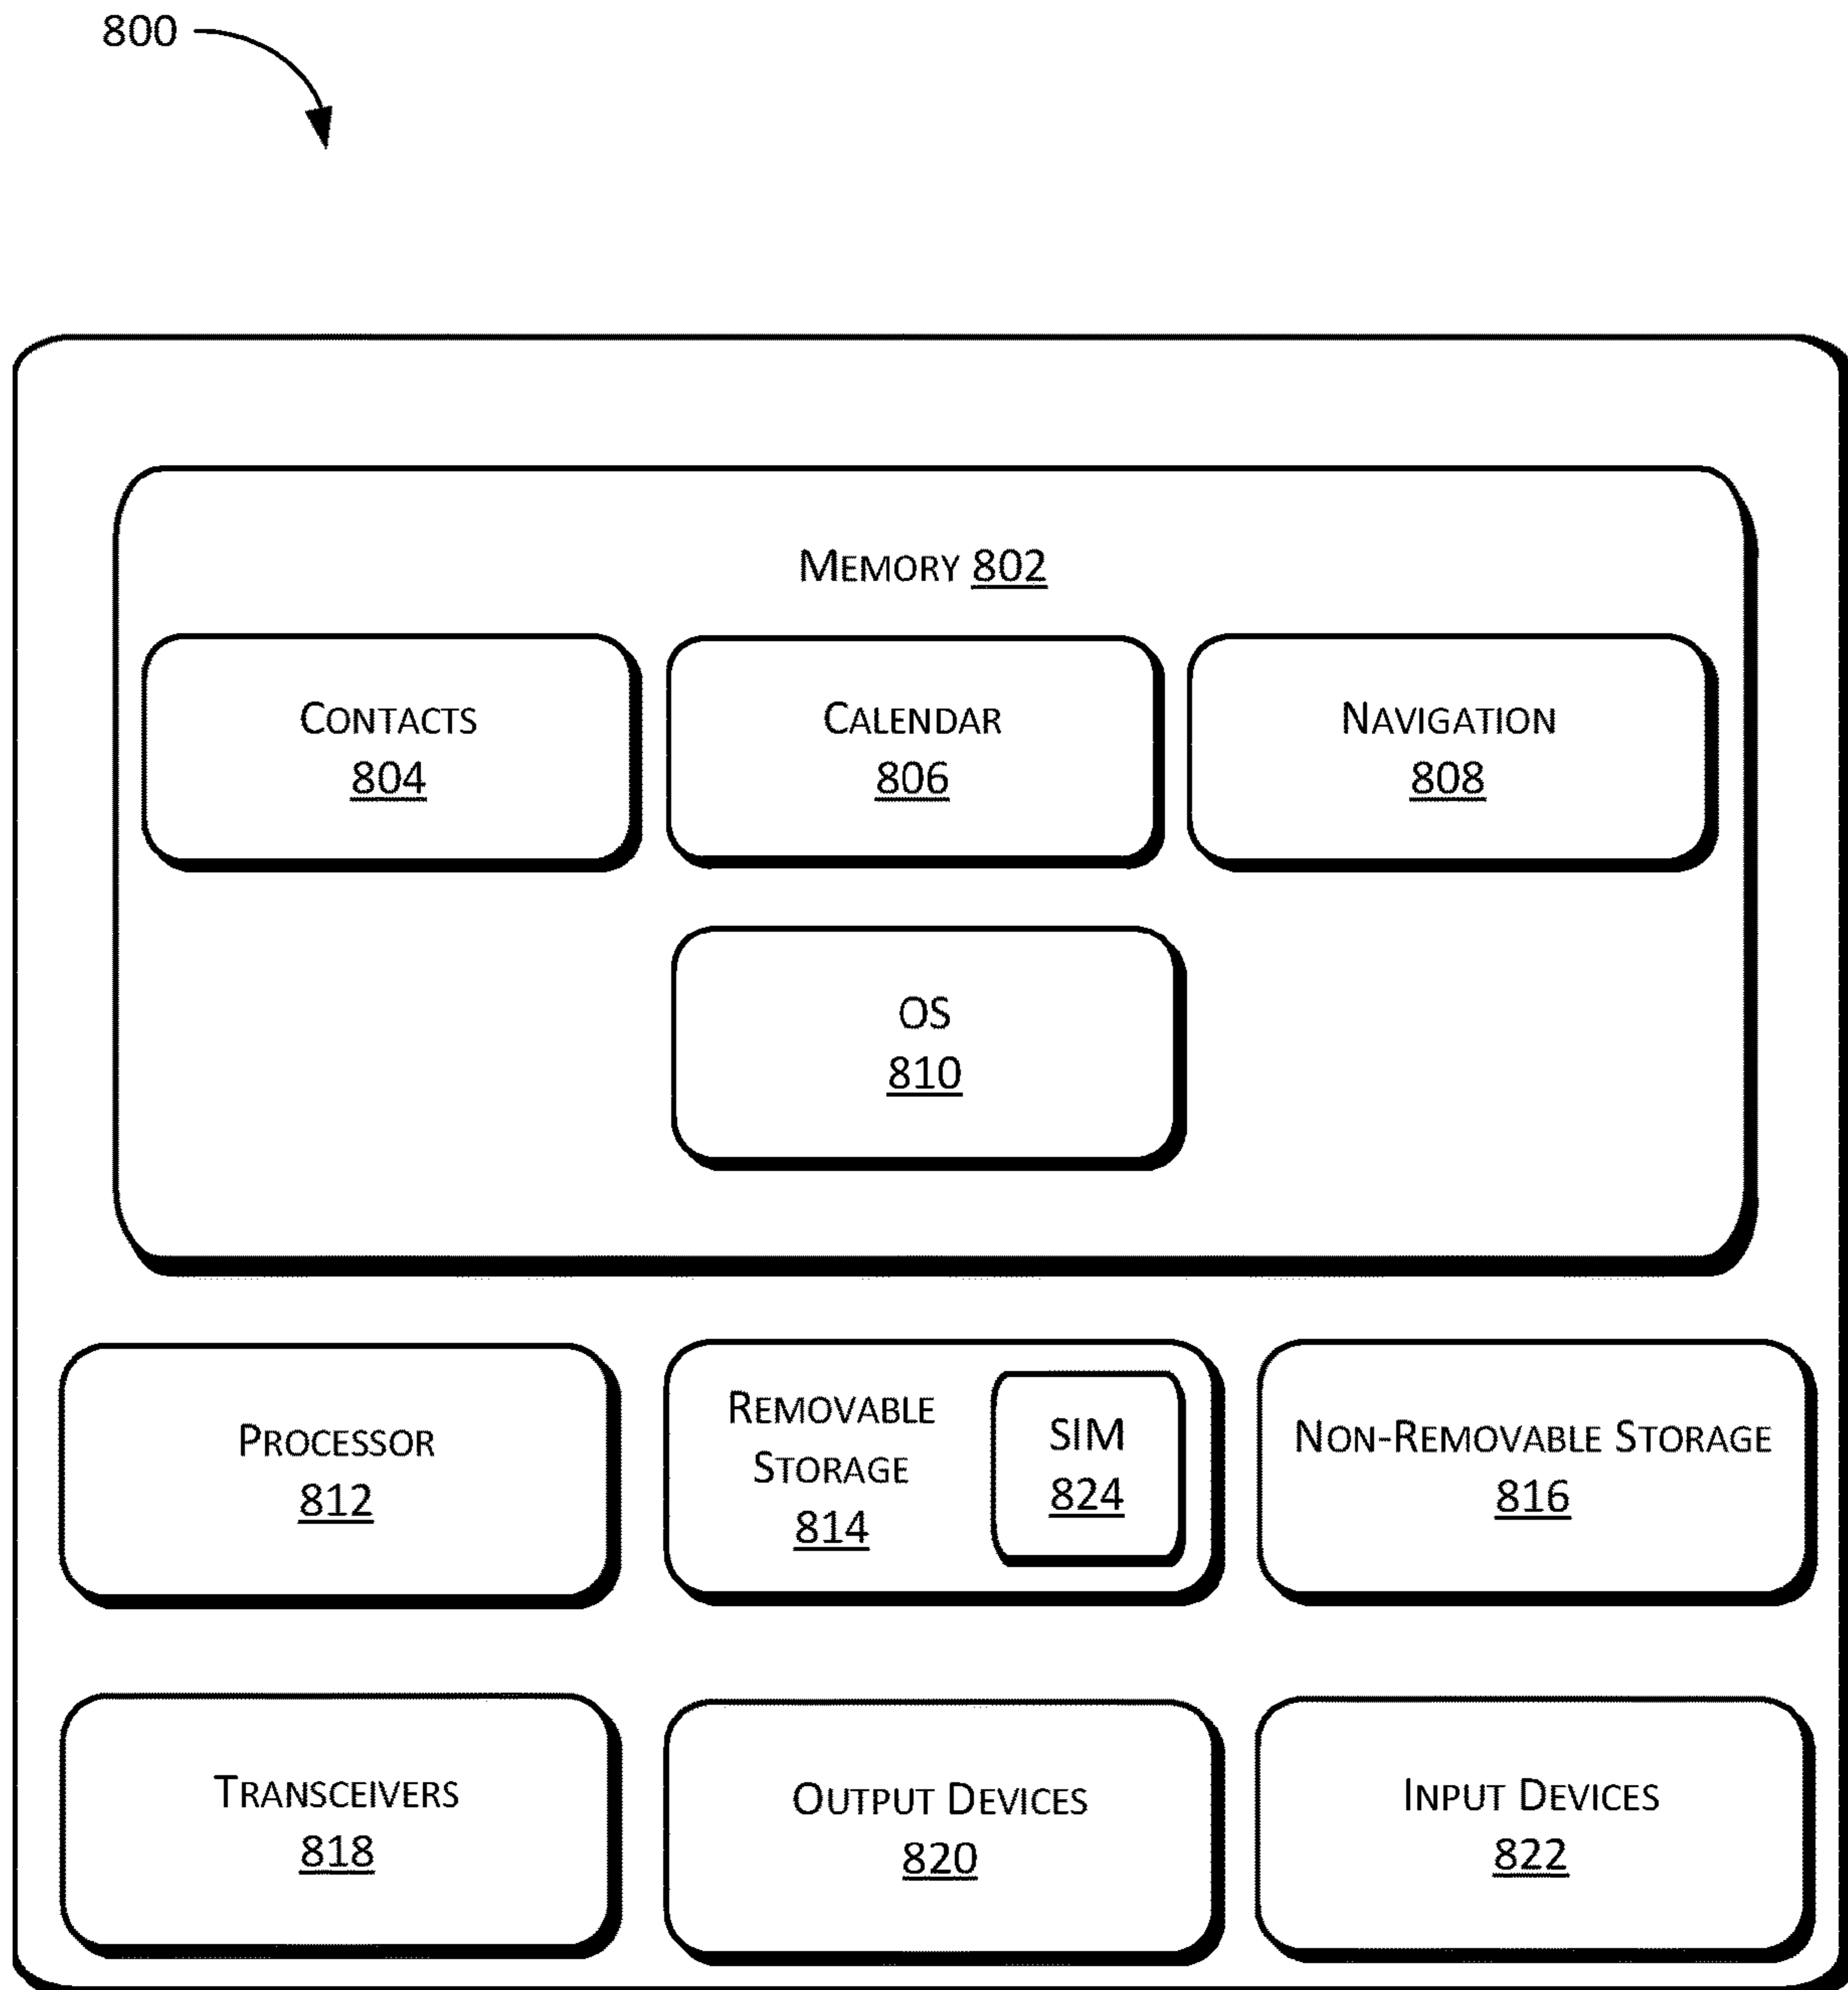 800
MEMORY 802
CONTACTS
804
CALENDAR
806
NAVIGATION
808
OS
810
PROCESSOR
812
REMOVABLE
STORAGE
814
SIM
824
NON-REMOVABLE STORAGE
816
TRANSCEIVERS
818
OUTPUT DEVICES
820
INPUT DEVICES
822